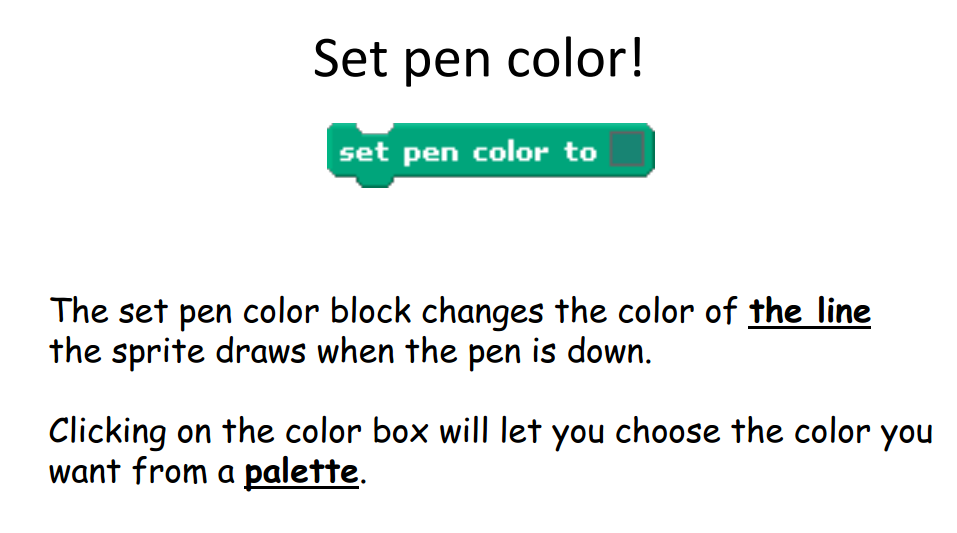 Set pen color!
set pen color to
The set pen color block changes the color of the line
the sprite draws when the pen is down.
Clicking on the color box will let you choose the color you
want from a palette.